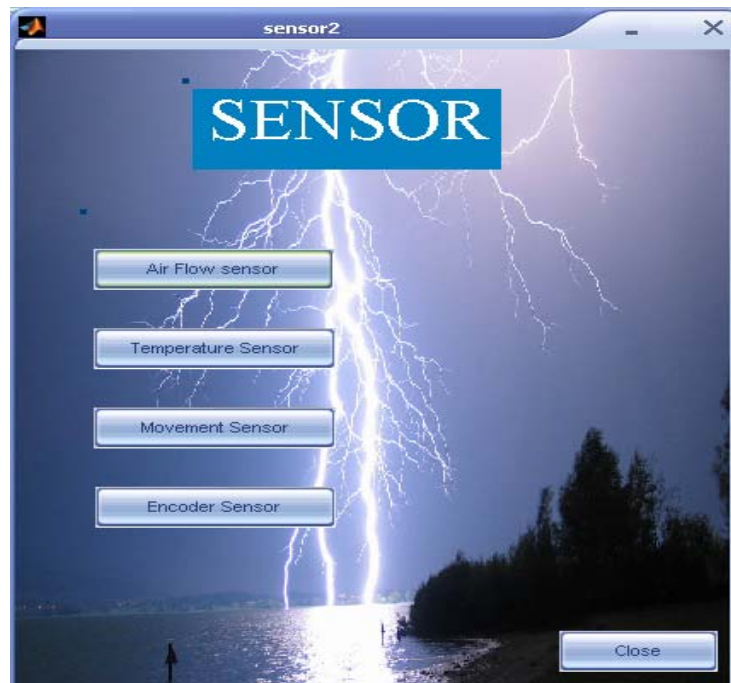 sensor2
SENSOR
Air Flow sensor
Temperature Sensor
Movement Sensor
Encoder Sensor
Close